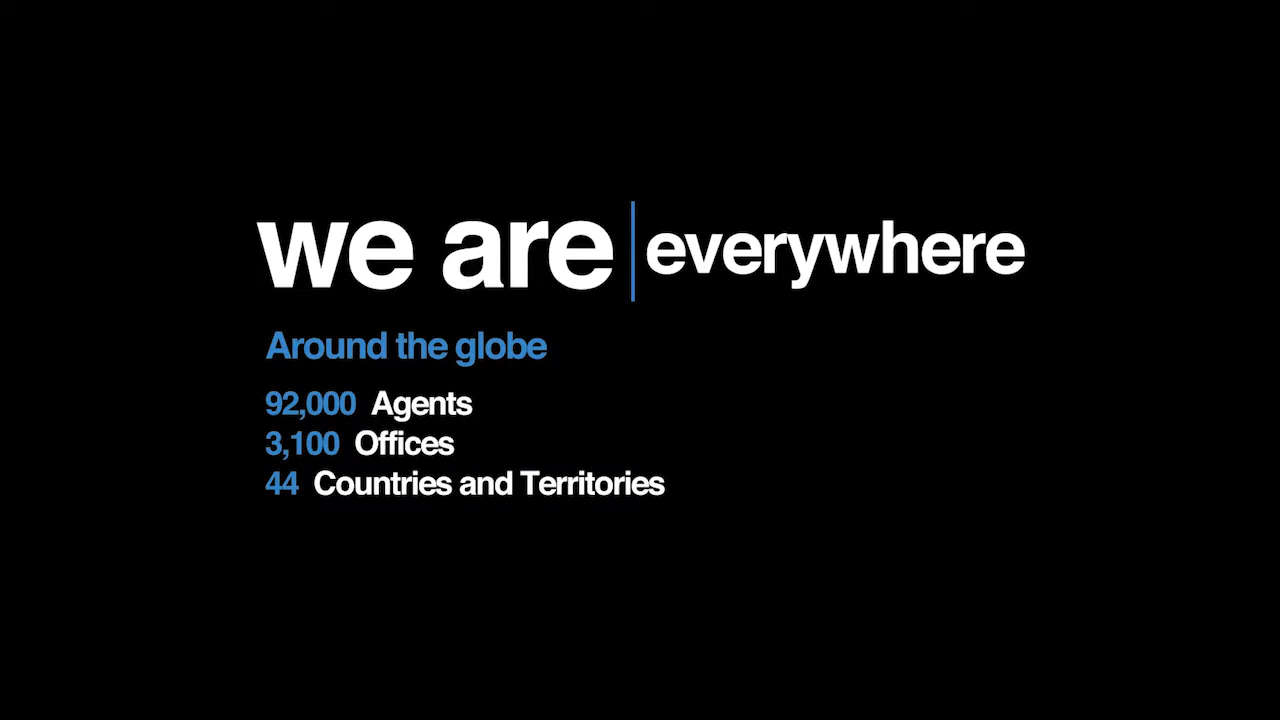 we are everywhere
Around the globe
92,000 Agents
3,100 Offices
44 Countries and Territories